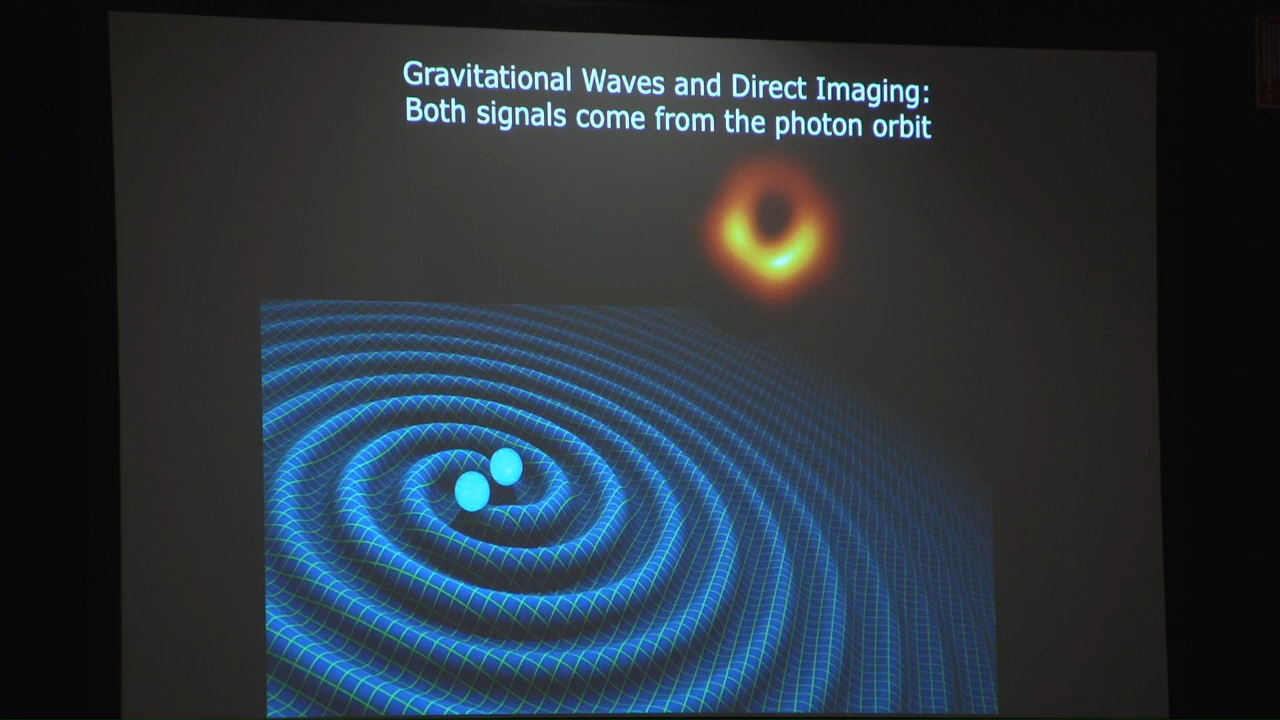 Gravitational Waves and Direct Imaging:
Both signals come from the photon orbit